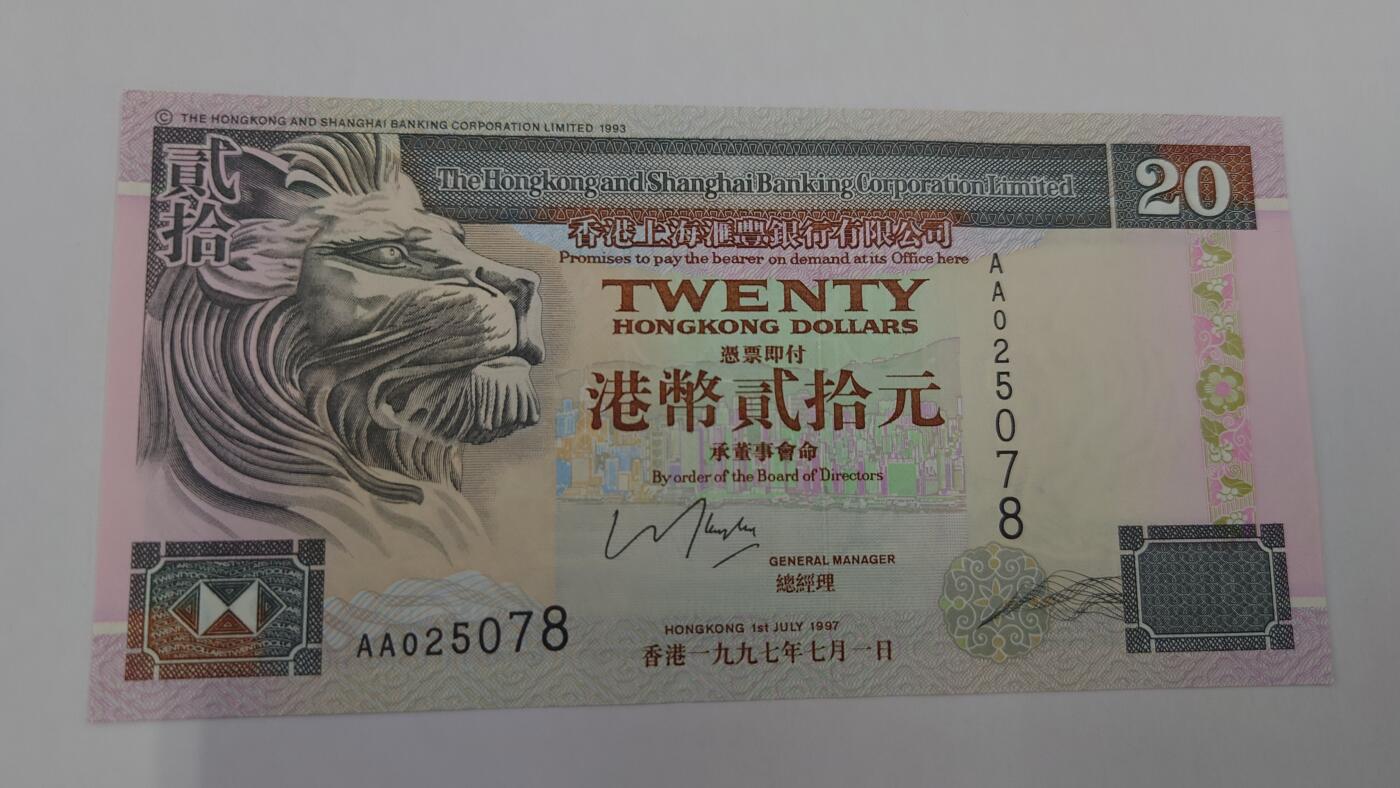 © THE HONGKONG AND SHANGHAI BANKING CORPORATION LIMITED 1993
貳拾
The Hongkong and Shanghai Banking Corporation Limited
20
香港上海滙豐銀行有限公司
Promises to pay the bearer on demand at its Office here
TWENTY
HONGKONG DOLLARS
憑票即付
港幣貳拾元
承董事會命
By order of the Board of Directors
GENERAL MANAGER
總經理
HONGKONG 1st JULY 1997
香港一九九七年七月一日
AA025078
AA025078